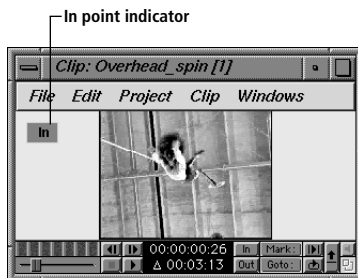 In point indicator
Clip: Overhead_spin [1]
File Edit Project Clip Windows
In
00:00:00:26 In Mark:
Δ 00:03:13 Out Goto: